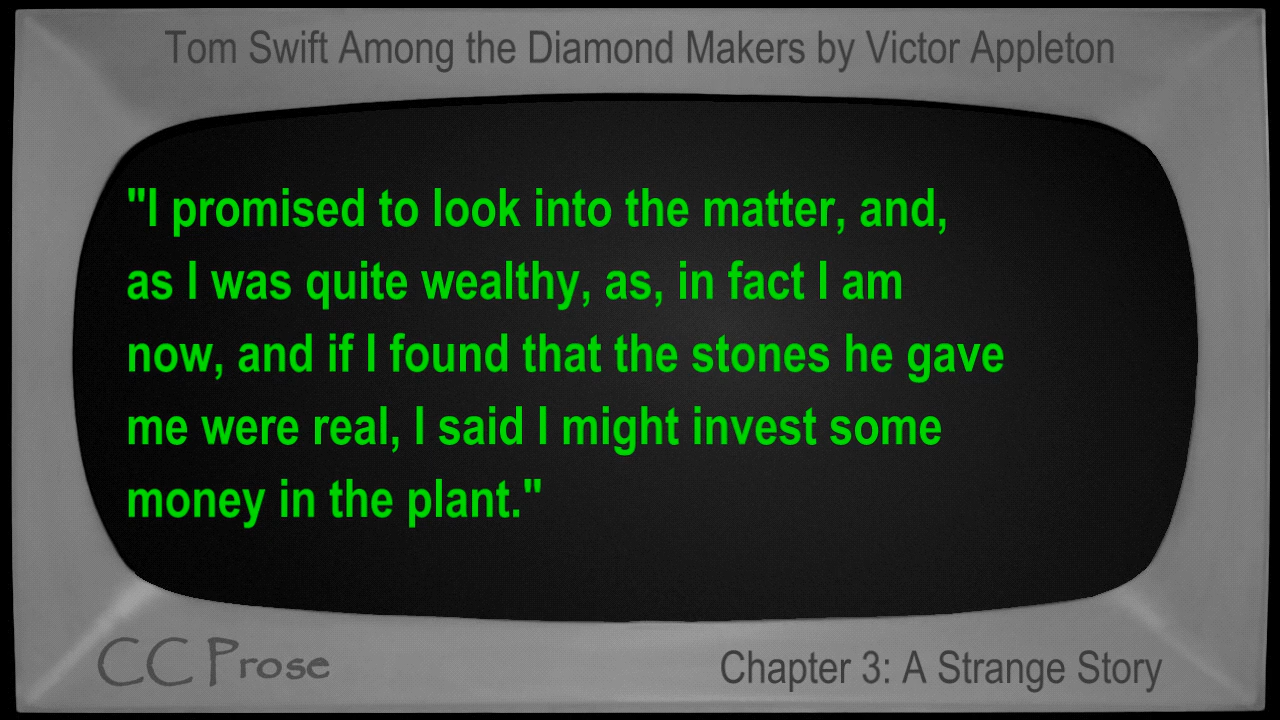 Tom Swift Among the Diamond Makers by Victor Appleton
"I promised to look into the matter, and,
as I was quite wealthy, as, in fact I am
now, and if I found that the stones he gave
me were real, I said I might invest some
money in the plant."
CC Prose
Chapter 3: A Strange Story